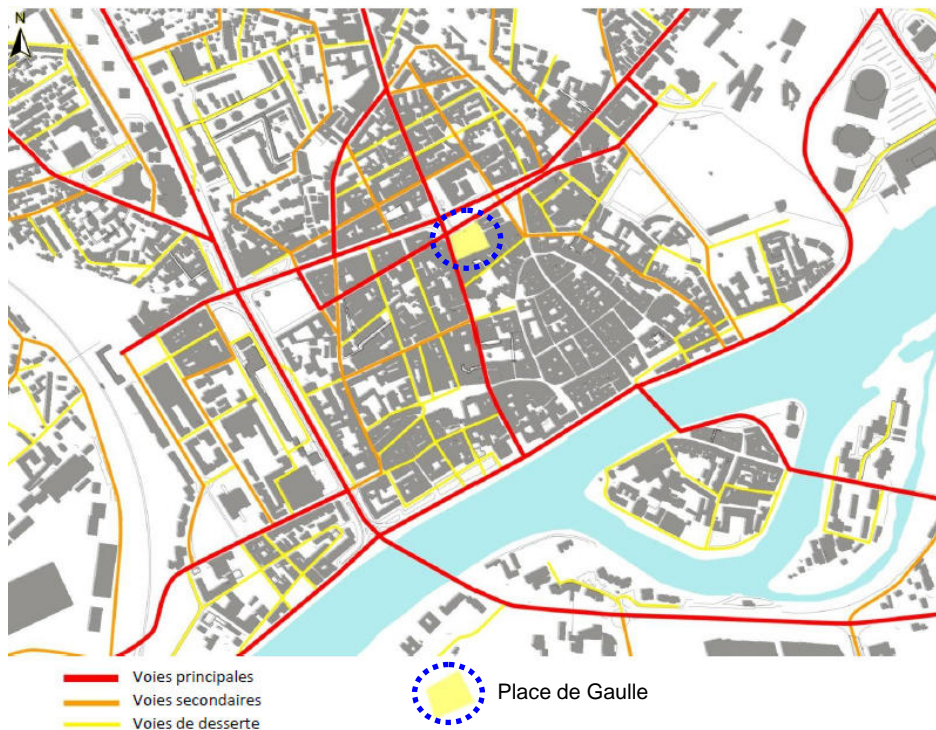 N
Voies principales
Voies secondaires
Voies de desserte
Place de Gaulle